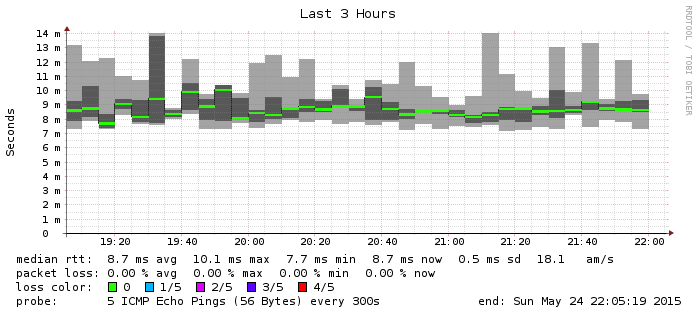 Last 3 Hours
RRDTOOL / TOBI OETIKER
Seconds
14 m
13 m
12 m
11 m
10 m
9 m
8 m
7 m
6 m
5 m
4 m
3 m
2 m
1 m
0
19:20 19:40 20:00 20:20 20:40 21:00 21:20 21:40 22:00
median rtt: 8.7 ms avg 10.1 ms max 7.7 ms min 8.7 ms now 0.5 ms sd 18.1 am/s
packet loss: 0.00 % avg 0.00 % max 0.00 % min 0.00 % now
loss color: 0 1/5 2/5 3/5 4/5
probe: 5 ICMP Echo Pings (56 Bytes) every 300s end: Sun May 24 22:05:19 2015